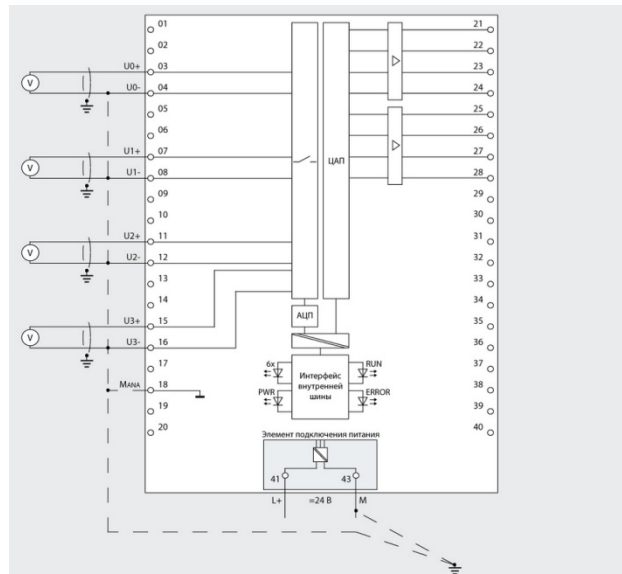 01 21
02 22
U0+ 03 23
V
U0- 04 24
05 25
06 26
U1+ 07 ЦАП 27
V
U1- 08 28
09 29
10 30
U2+ 11 31
V
U2- 12 32
13 33
14 34
U3+ 15 АЦП 35
V
U3- 16 36
17 37
6x RUN
MANA 18 Интерфейс 38
внутренней
PWR шины ERROR
19 39
20 40
Элемент подключения питания
41 43
L+ =24 В M